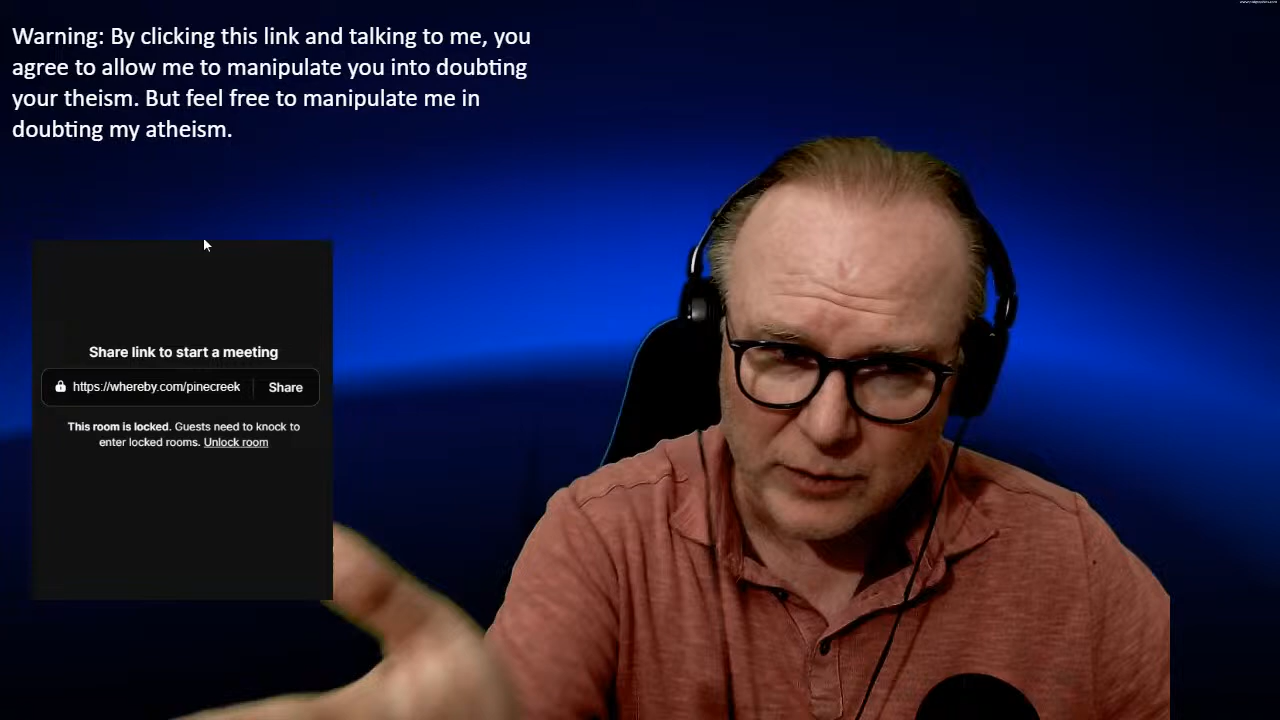 Warning: By clicking this link and talking to me, you
agree to allow me to manipulate you into doubting
your theism. But feel free to manipulate me in
doubting my atheism.
Share link to start a meeting
https://whereby.com/pinecreek
Share
This room is locked. Guests need to knock to
enter locked rooms. Unlock room